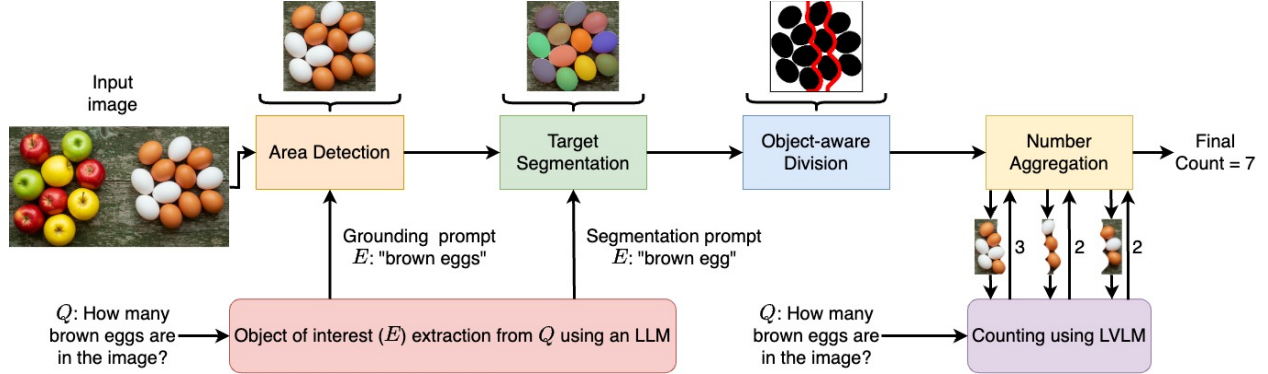 Input
image
Area Detection
Target
Segmentation
Object-aware
Division
Number
Aggregation
Final
Count = 7
Grounding prompt
E: "brown eggs"
Segmentation prompt
E: "brown egg"
3
2
2
Q: How many
brown eggs are
in the image?
Object of interest (E) extraction from Q using an LLM
Q: How many
brown eggs are
in the image?
Counting using LVLM